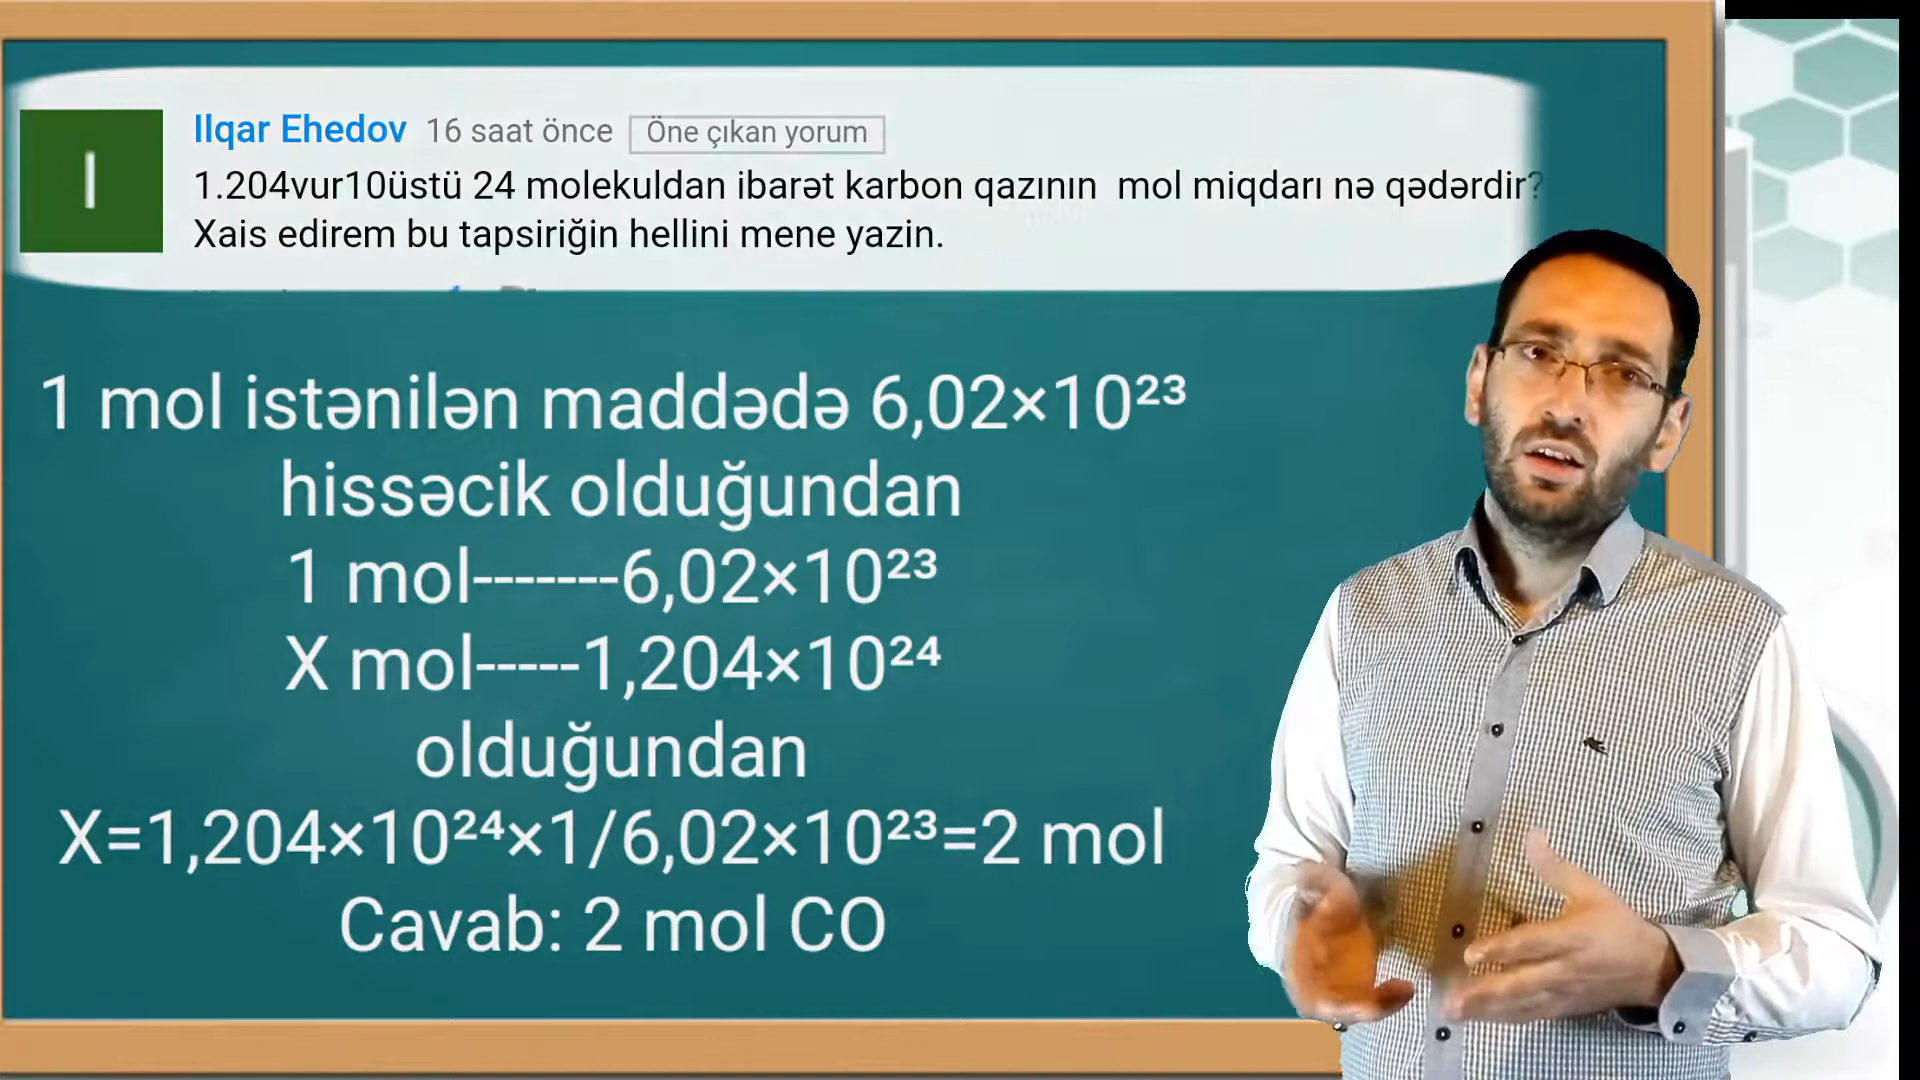 I
Ilqar Ehedov 16 saat önce Öne çıkan yorum
1.204vur10üstü 24 molekuldan ibarət karbon qazının mol miqdarı nə qədərdir?
Xais edirem bu tapsiriğin hellini mene yazin.
1 mol istənilən maddədə 6,02×10²³
hissəcik olduğundan
1 mol-------6,02×10²³
X mol-----1,204×10²⁴
olduğundan
X=1,204×10²⁴×1/6,02×10²³=2 mol
Cavab: 2 mol CO